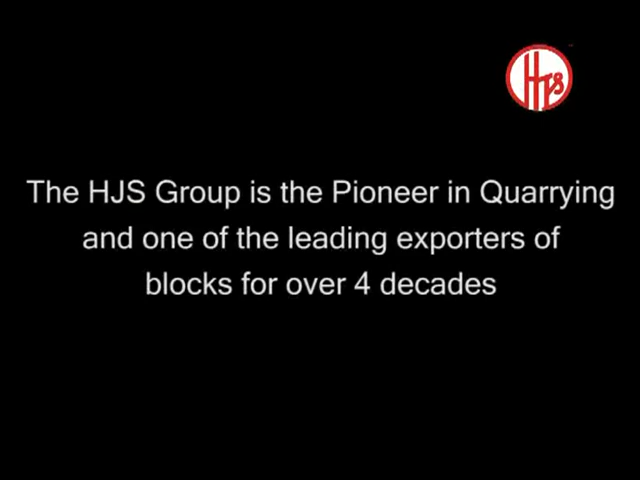 HJS
The HJS Group is the Pioneer in Quarrying
and one of the leading exporters of
blocks for over 4 decades